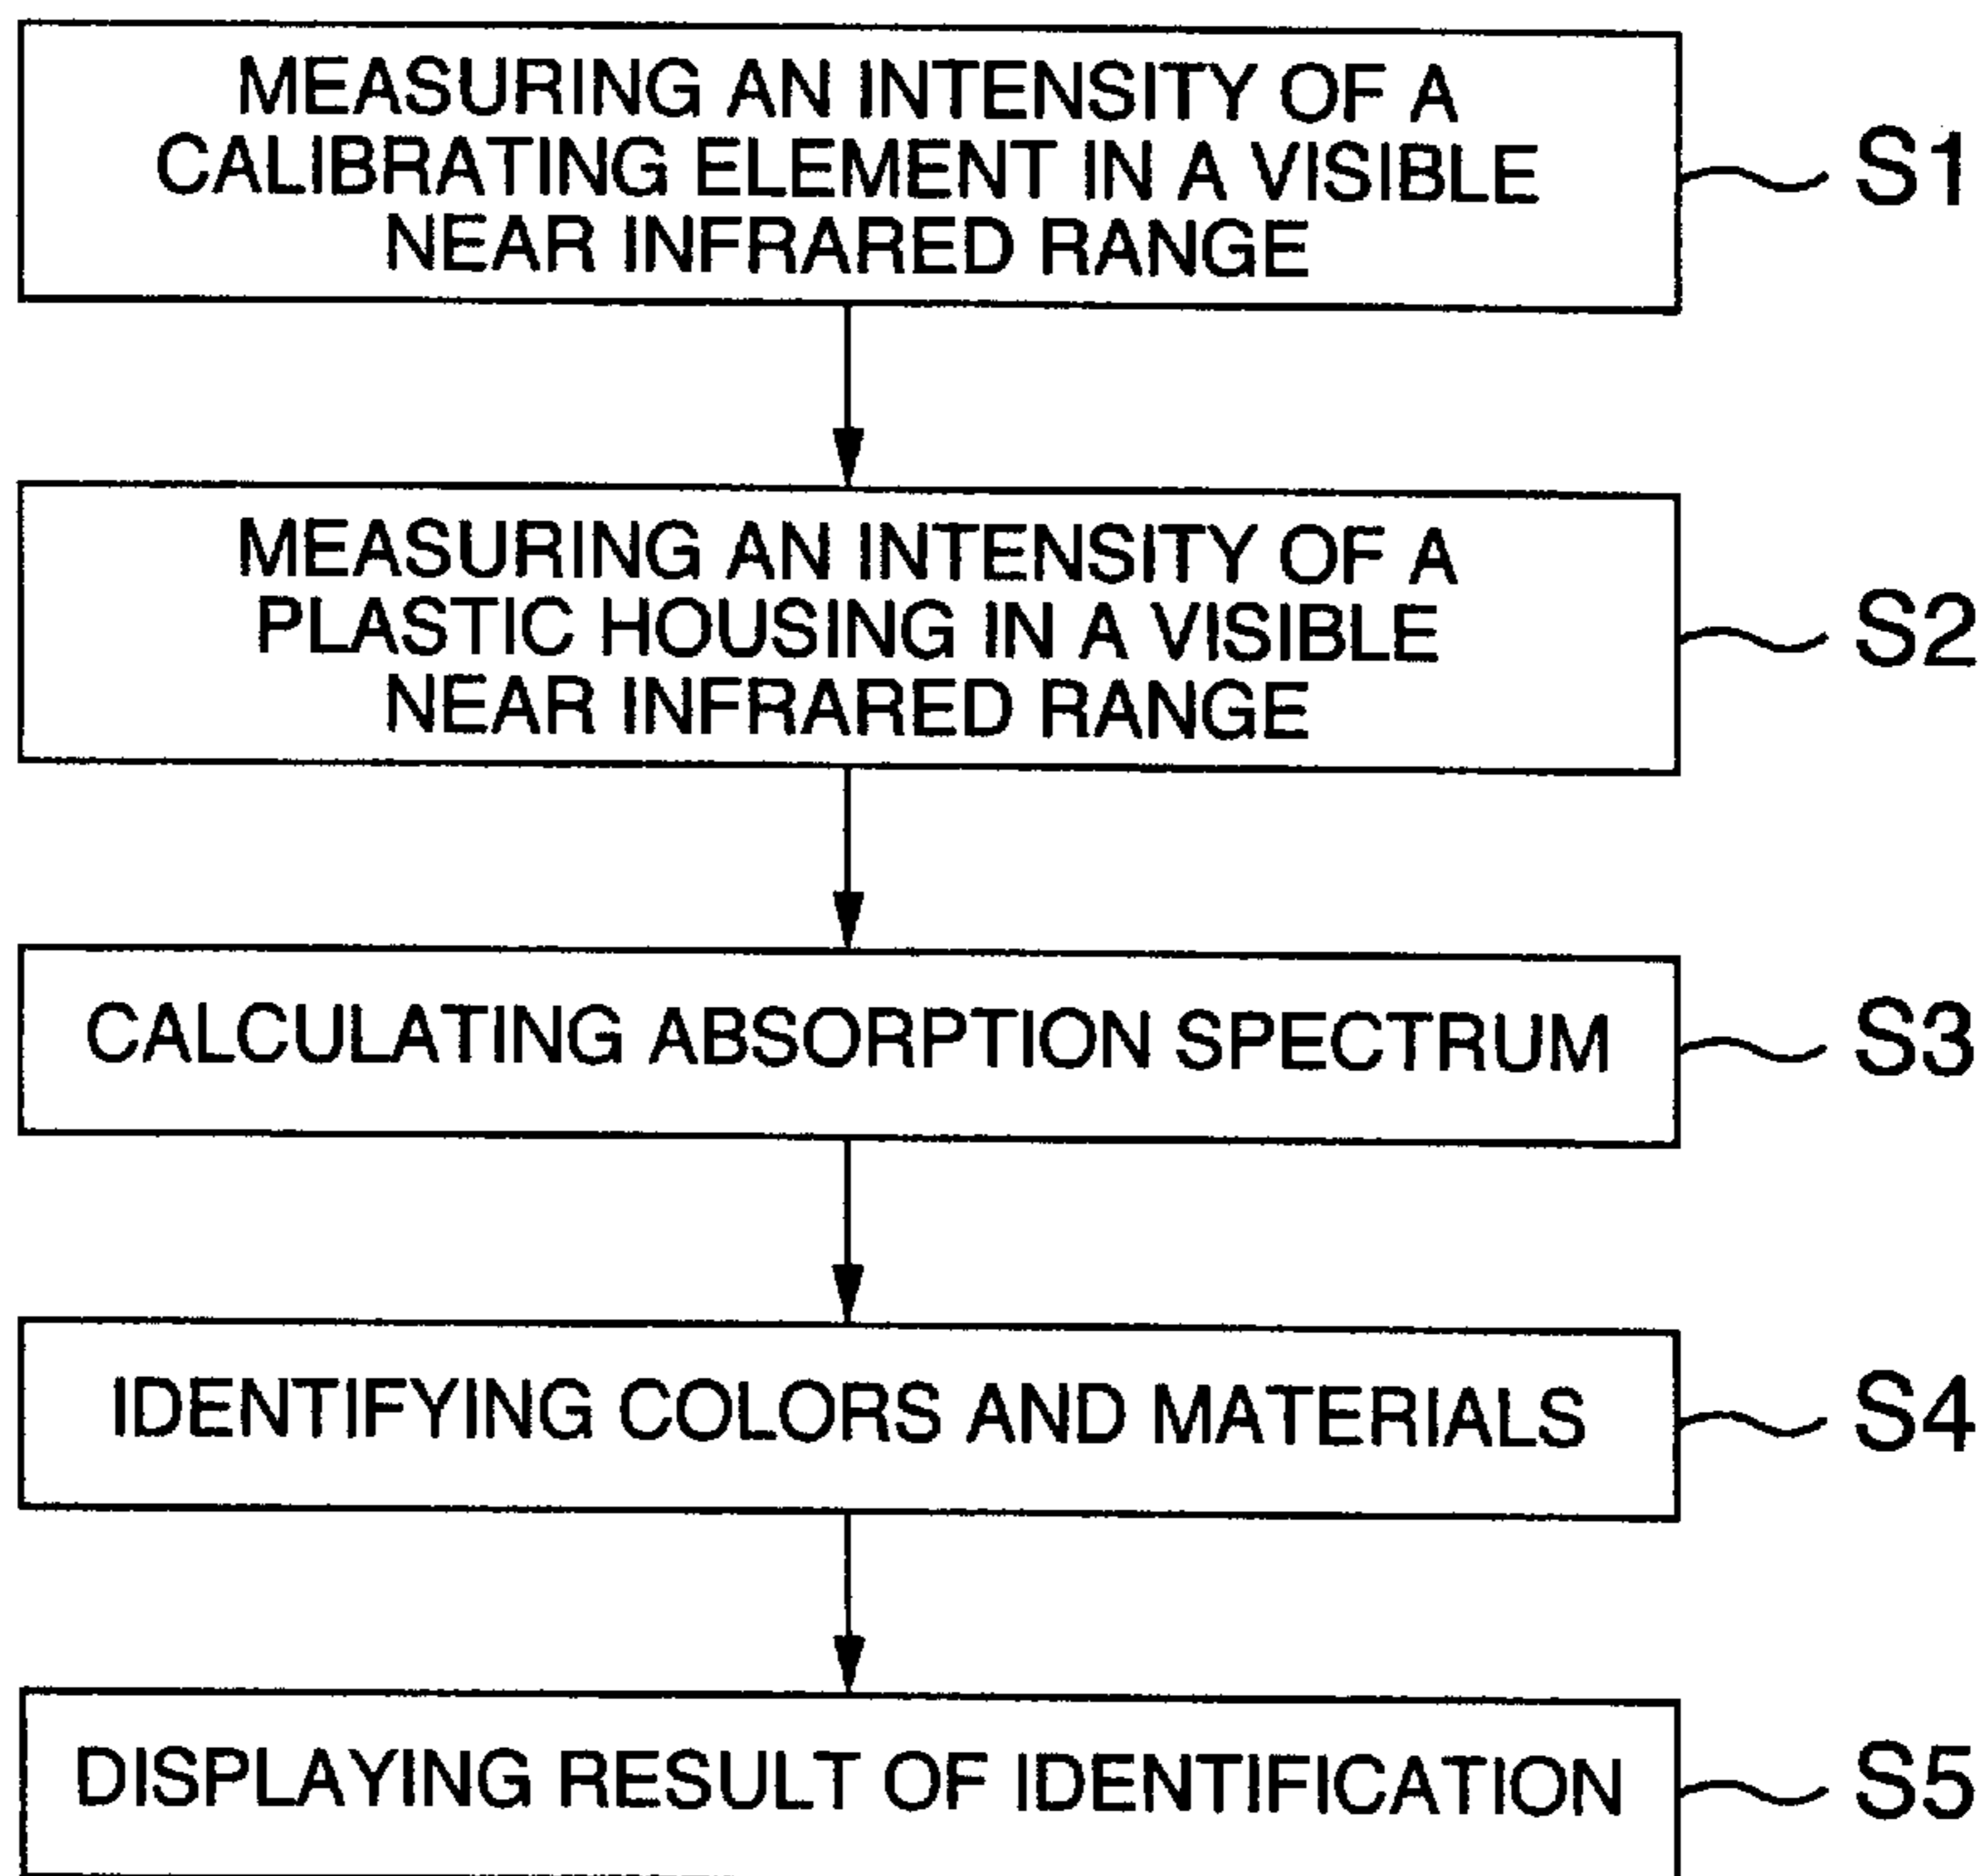 MEASURING AN INTENSITY OF A
CALIBRATING ELEMENT IN A VISIBLE
NEAR INFRARED RANGE
S1
MEASURING AN INTENSITY OF A
PLASTIC HOUSING IN A VISIBLE
NEAR INFRARED RANGE
S2
CALCULATING ABSORPTION SPECTRUM
S3
IDENTIFYING COLORS AND MATERIALS
S4
DISPLAYING RESULT OF IDENTIFICATION
S5